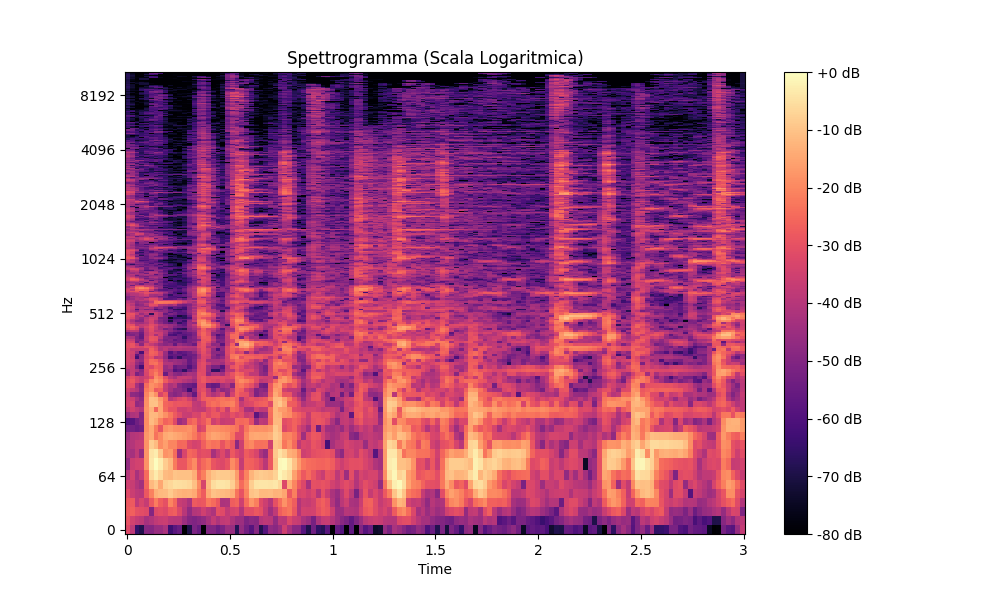 Spettrogramma (Scala Logaritmica)
Hz
8192
4096
2048
1024
512
256
128
64
0
0 0.5 1 1.5 2 2.5 3
Time
+0 dB
-10 dB
-20 dB
-30 dB
-40 dB
-50 dB
-60 dB
-70 dB
-80 dB